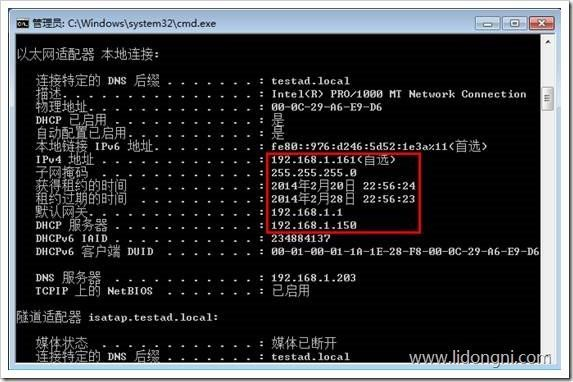 管理员: C:\Windows\system32\cmd.exe
以太网适配器 本地连接:
连接特定的 DNS 后缀 . . . . . . . : testad.local
描述. . . . . . . . . . . . . . . : Intel(R) PRO/1000 MT Network Connection
物理地址. . . . . . . . . . . . . : 00-0C-29-A6-E9-D6
DHCP 已启用 . . . . . . . . . . . : 是
自动配置已启用. . . . . . . . . . : 是
本地链接 IPv6 地址. . . . . . . . : fe80::976:d246:5d52:1e3a%11(首选)
IPv4 地址 . . . . . . . . . . . . : 192.168.1.161(首选)
子网掩码 . . . . . . . . . . . . : 255.255.255.0
获得租约的时间 . . . . . . . . . : 2014年2月20日 22:56:24
租约过期的时间 . . . . . . . . . : 2014年2月28日 22:56:23
默认网关. . . . . . . . . . . . . : 192.168.1.1
DHCP 服务器 . . . . . . . . . . . : 192.168.1.150
DHCPv6 IAID . . . . . . . . . . . : 234884137
DHCPv6 客户端 DUID . . . . . . . : 00-01-00-01-1A-1E-28-F8-00-0C-29-A6-E9-D6
DNS 服务器 . . . . . . . . . . . : 192.168.1.203
TCPIP 上的 NetBIOS . . . . . . . : 已启用
隧道适配器 isatap.testad.local:
媒体状态 . . . . . . . . . . . . : 媒体已断开
连接特定的 DNS 后缀 . . . . . . . : testad.local
www.lidongni.com